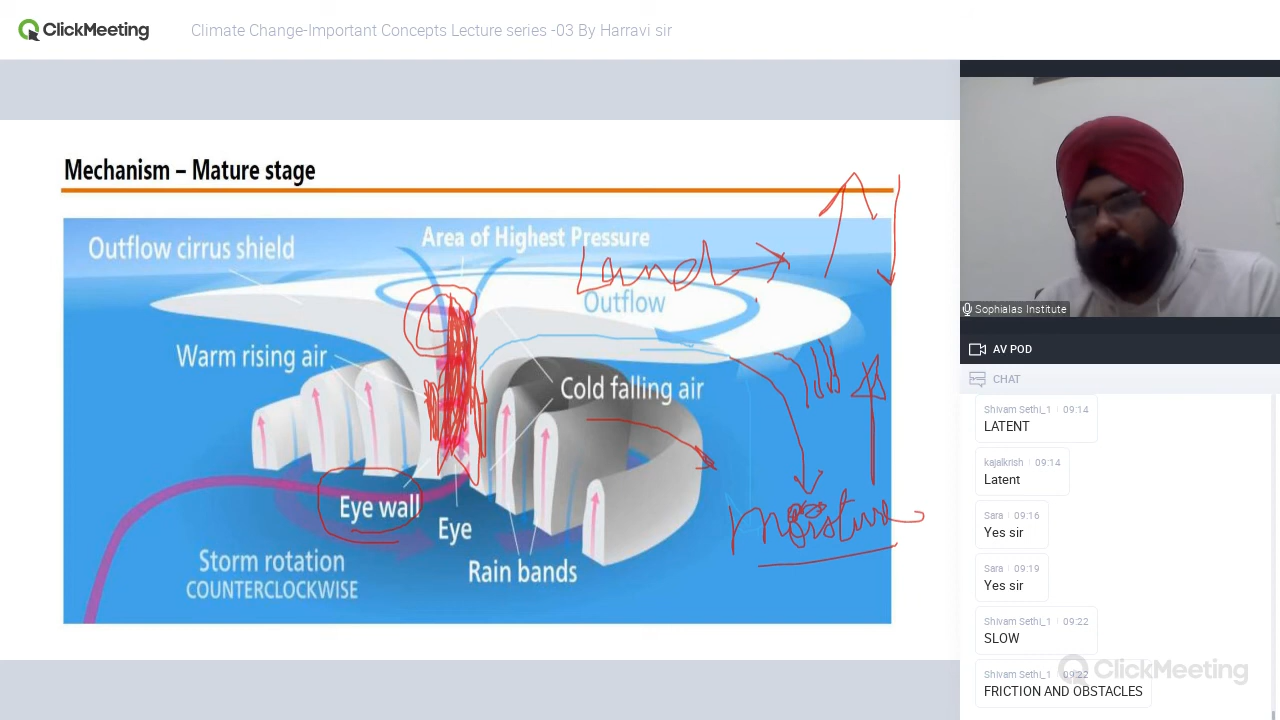 ClickMeeting
Climate Change-Important Concepts Lecture series -03 By Harravi sir
Mechanism – Mature stage
Outflow cirrus shield
Area of Highest Pressure
Land
Outflow
Warm rising air
Cold falling air
Eye wall
Eye
moisture
Storm rotation
COUNTERCLOCKWISE
Rain bands
Sophialas Institute
AV POD
CHAT
Shivam Sethi_1 09:14
LATENT
kajalkrish 09:14
Latent
Sara 09:16
Yes sir
Sara 09:19
Yes sir
Shivam Sethi_1 09:22
SLOW
ClickMeeting
Shivam Sethi_1 09:22
FRICTION AND OBSTACLES